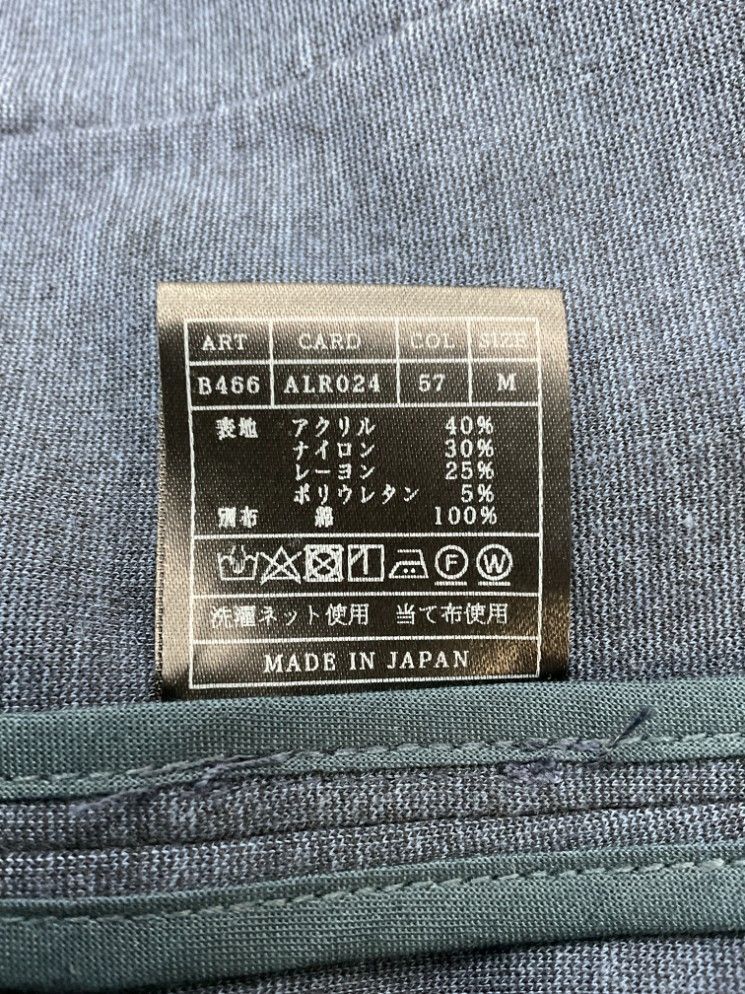 ART CARD COL SIZE
B466 ALR024 57 M
表地 アクリル 40%
ナイロン 30%
レーヨン 25%
ポリウレタン 5%
別布 綿 100%
F W
洗濯ネット使用 当て布使用
MADE IN JAPAN